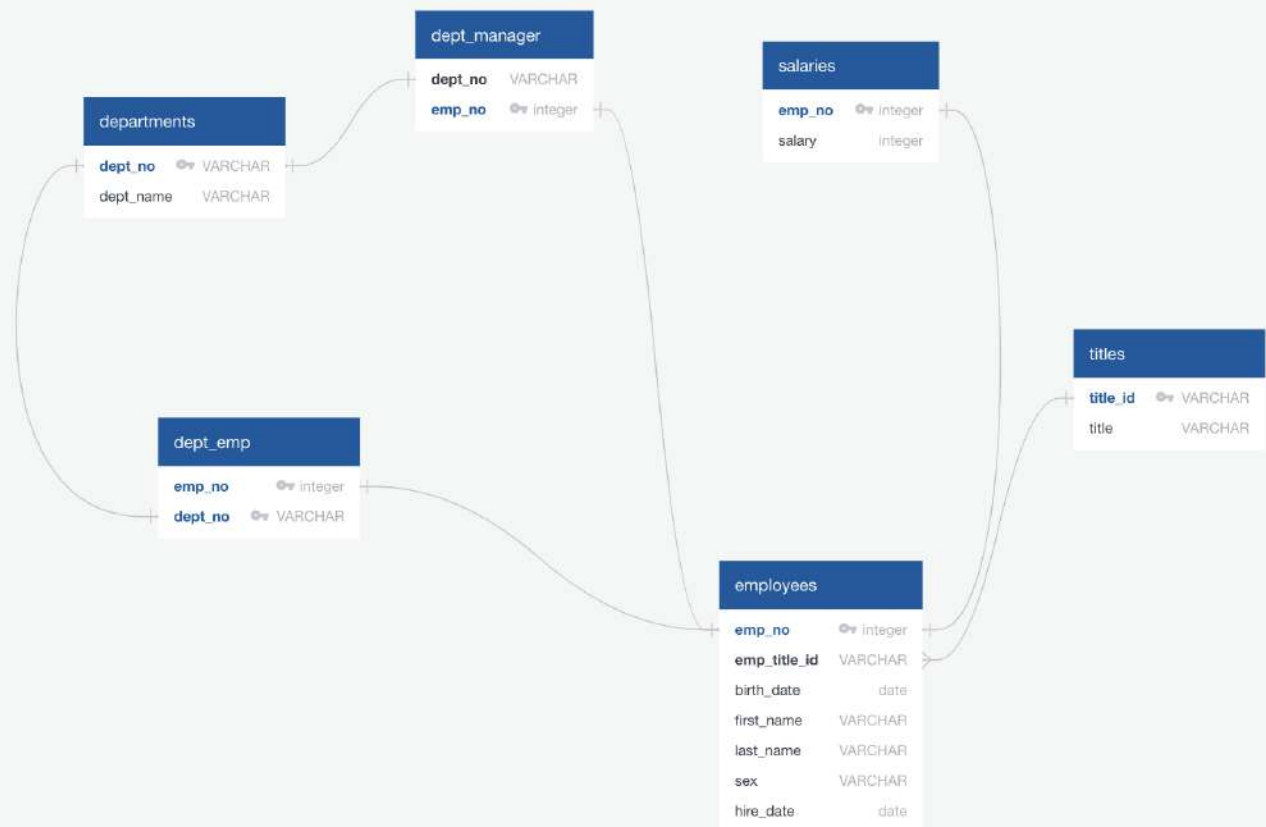 dept_manager
dept_no VARCHAR
emp_no integer
salaries
emp_no integer
salary integer
departments
dept_no VARCHAR
dept_name VARCHAR
titles
title_id VARCHAR
title VARCHAR
dept_emp
emp_no integer
dept_no VARCHAR
employees
emp_no integer
emp_title_id VARCHAR
birth_date date
first_name VARCHAR
last_name VARCHAR
sex VARCHAR
hire_date date